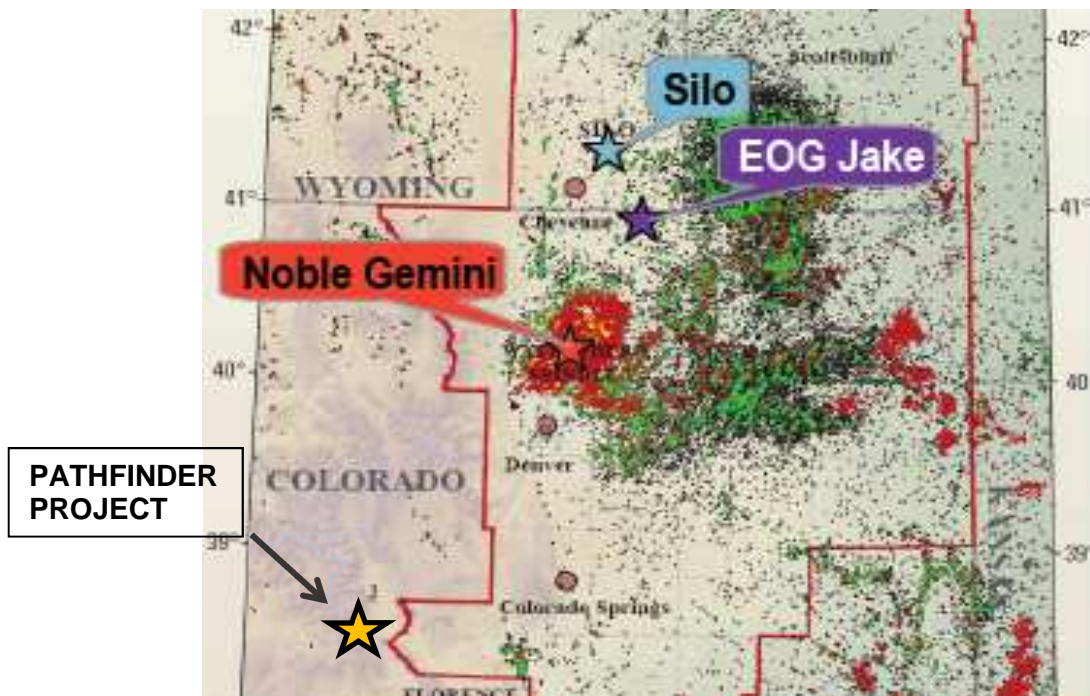 42°
42°
Scottsbluff
Silo
SILO
EOG Jake
WYOMING
41°
41°
Cheyenne
Noble Gemini
40°
40
PATHFINDER
PROJECT
Denver
COLORADO
39°
39
Colorado Springs
FLORENCE